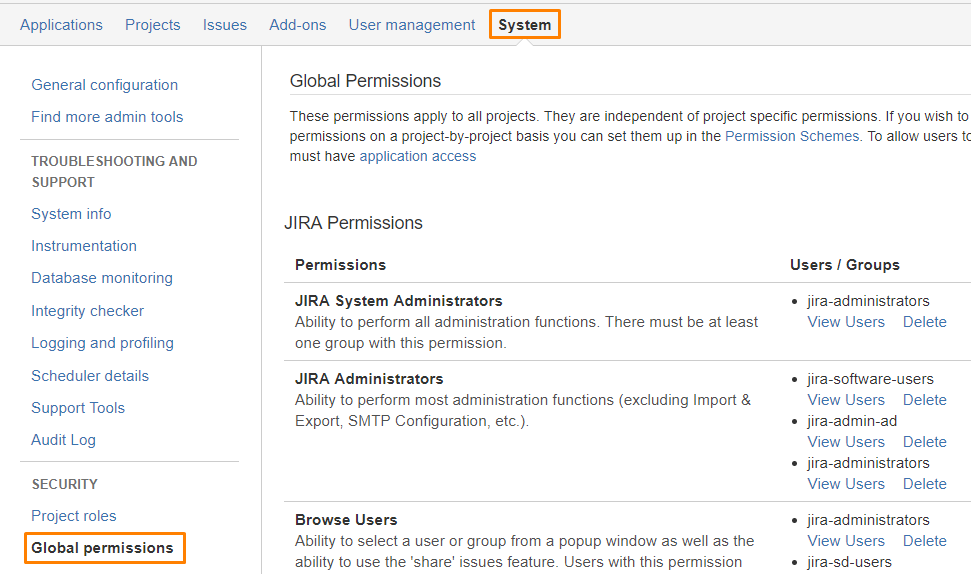 Applications Projects Issues Add-ons User management System
General configuration
Find more admin tools
TROUBLESHOOTING AND
SUPPORT
System info
Instrumentation
Database monitoring
Integrity checker
Logging and profiling
Scheduler details
Support Tools
Audit Log
SECURITY
Project roles
Global permissions
Global Permissions
These permissions apply to all projects. They are independent of project specific permissions. If you wish to
permissions on a project-by-project basis you can set them up in the Permission Schemes. To allow users to
must have application access
JIRA Permissions
Permissions Users / Groups
JIRA System Administrators
Ability to perform all administration functions. There must be at least
one group with this permission.
• jira-administrators
View Users Delete
JIRA Administrators
Ability to perform most administration functions (excluding Import &
Export, SMTP Configuration, etc.).
• jira-software-users
View Users Delete
• jira-admin-ad
View Users Delete
• jira-administrators
View Users Delete
Browse Users
Ability to select a user or group from a popup window as well as the
ability to use the 'share' issues feature. Users with this permission
• jira-administrators
View Users Delete
• jira-sd-users